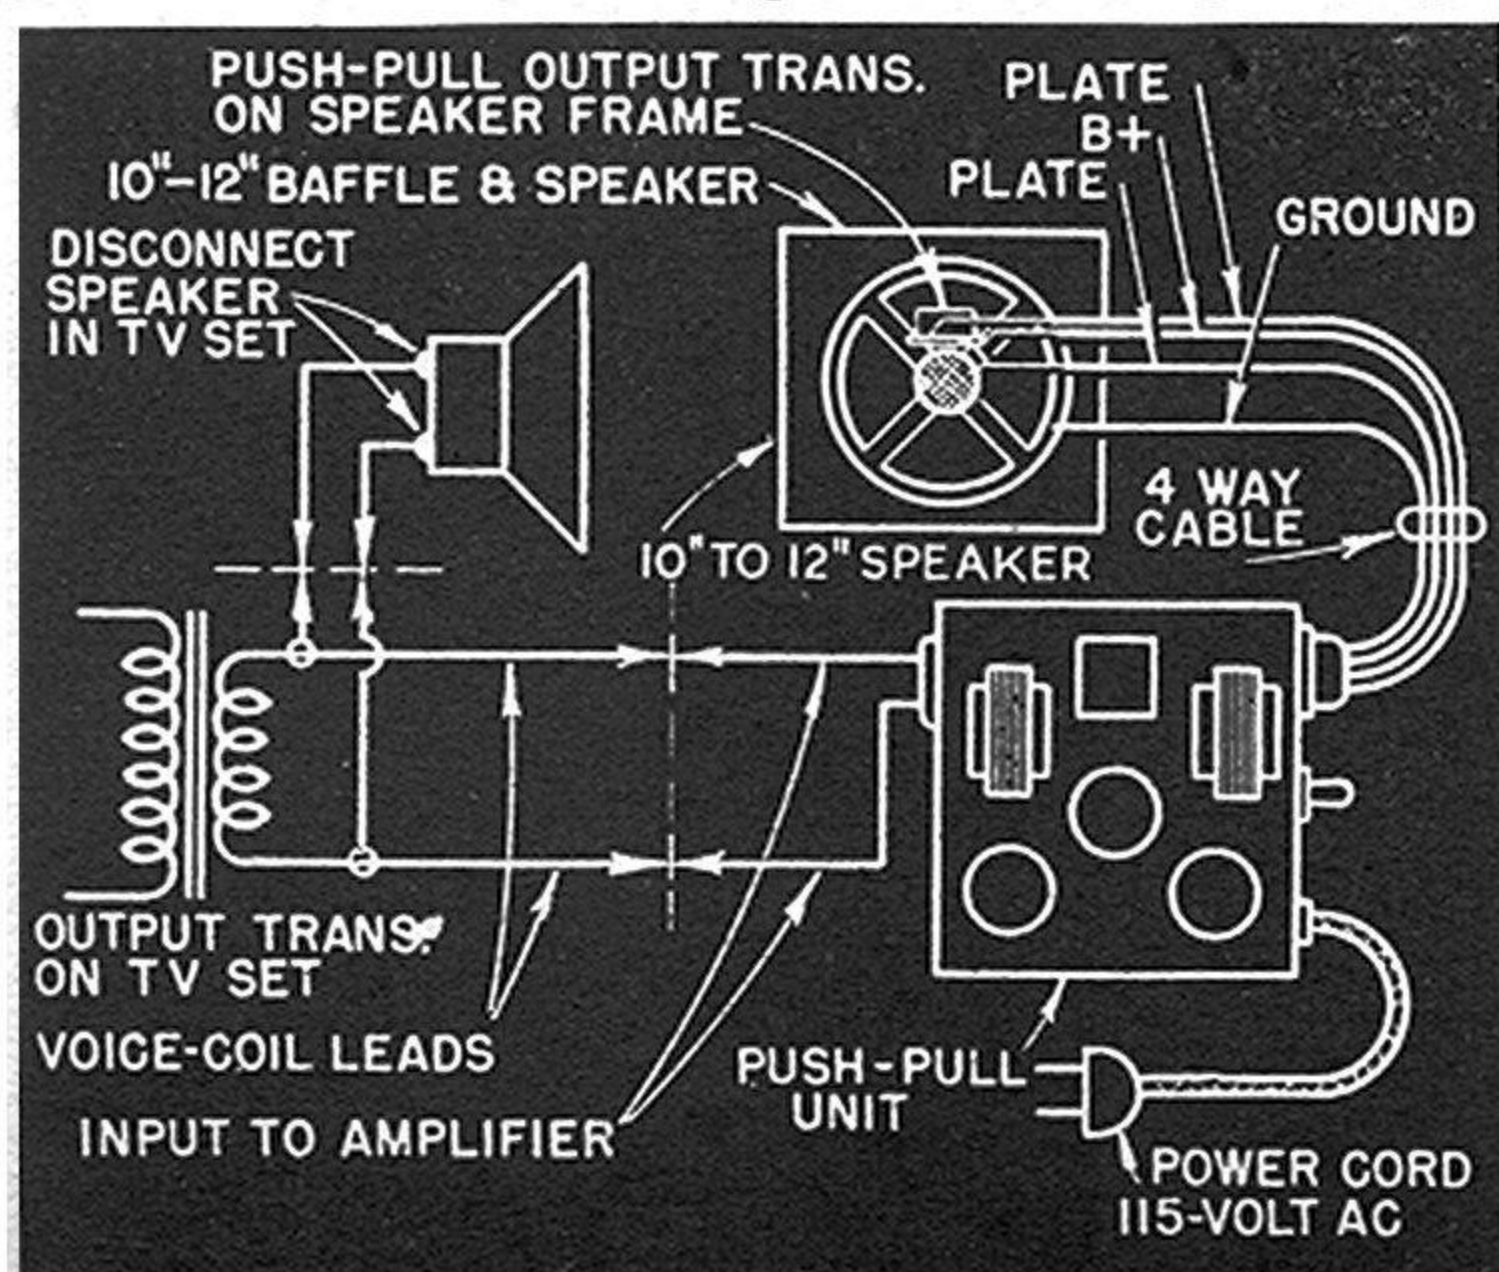 PUSH-PULL OUTPUT TRANS.
ON SPEAKER FRAME
10"-12" BAFFLE & SPEAKER
DISCONNECT
SPEAKER
IN TV SET
PLATE
B+
PLATE
GROUND
4 WAY
CABLE
10" TO 12" SPEAKER
OUTPUT TRANS.
ON TV SET
VOICE-COIL LEADS
INPUT TO AMPLIFIER
PUSH-PULL
UNIT
POWER CORD
115-VOLT AC